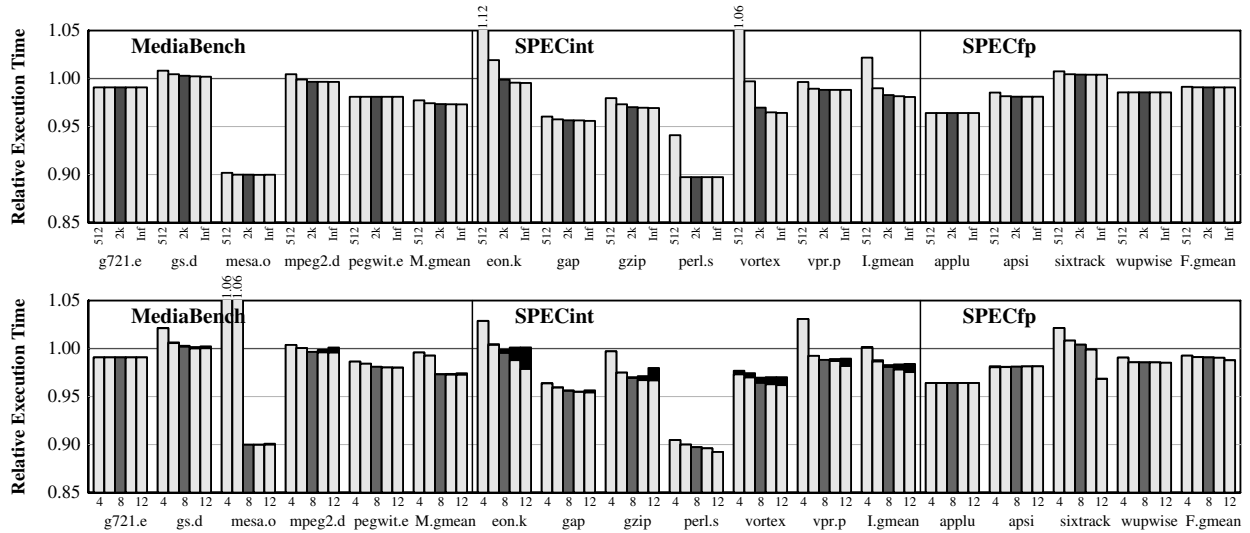 1.12
1.06
1.05
MediaBench
SPECint
SPECfp
1.00
0.95
0.90
0.85
Relative Execution Time
512 2k Inf 512 2k Inf 512 2k Inf 512 2k Inf 512 2k Inf 512 2k Inf 512 2k Inf 512 2k Inf 512 2k Inf 512 2k Inf 512 2k Inf 512 2k Inf 512 2k Inf 512 2k Inf 512 2k Inf 512 2k Inf 512 2k Inf 512 2k Inf
g721.e gs.d mesa.o mpeg2.d pegwit.e M.gmean eon.k gap gzip perl.s vortex vpr.p I.gmean applu apsi sixtrack wupwise F.gmean
1.06 1.06
1.05
MediaBench
SPECint
SPECfp
1.00
0.95
0.90
0.85
Relative Execution Time
4 8 12 4 8 12 4 8 12 4 8 12 4 8 12 4 8 12 4 8 12 4 8 12 4 8 12 4 8 12 4 8 12 4 8 12 4 8 12 4 8 12 4 8 12 4 8 12 4 8 12 4 8 12
g721.e gs.d mesa.o mpeg2.d pegwit.e M.gmean eon.k gap gzip perl.s vortex vpr.p I.gmean applu apsi sixtrack wupwise F.gmean